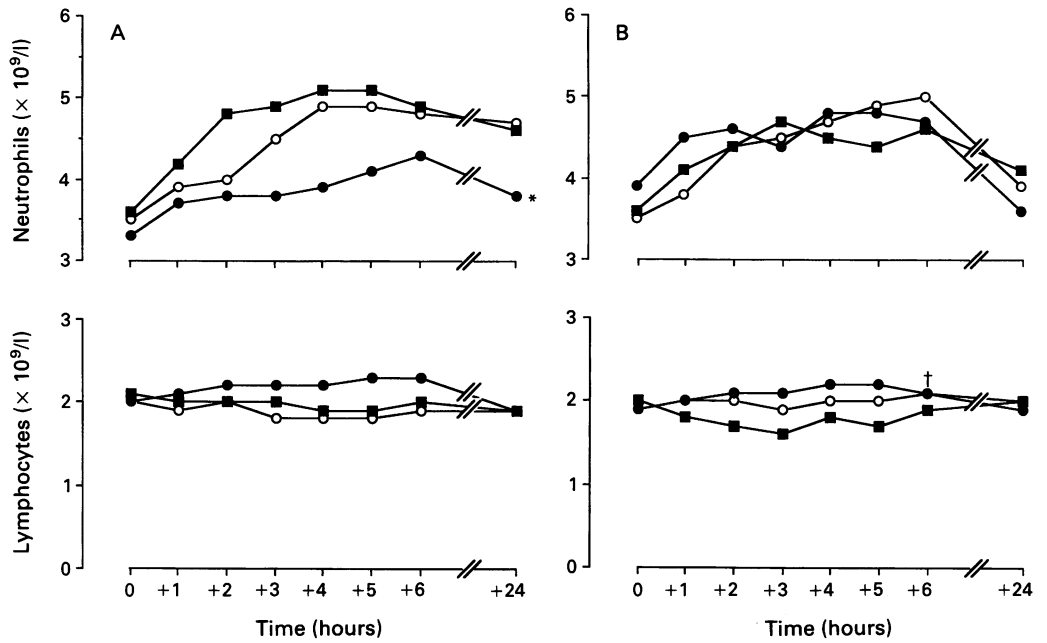 A
B
Neutrophils (× 10⁹/l)
6
5
4
3
*
6
5
4
3
Lymphocytes (× 10⁹/l)
3
2
1
0
3
2
1
0
†
0 +1 +2 +3 +4 +5 +6 +24
0 +1 +2 +3 +4 +5 +6 +24
Time (hours)
Time (hours)